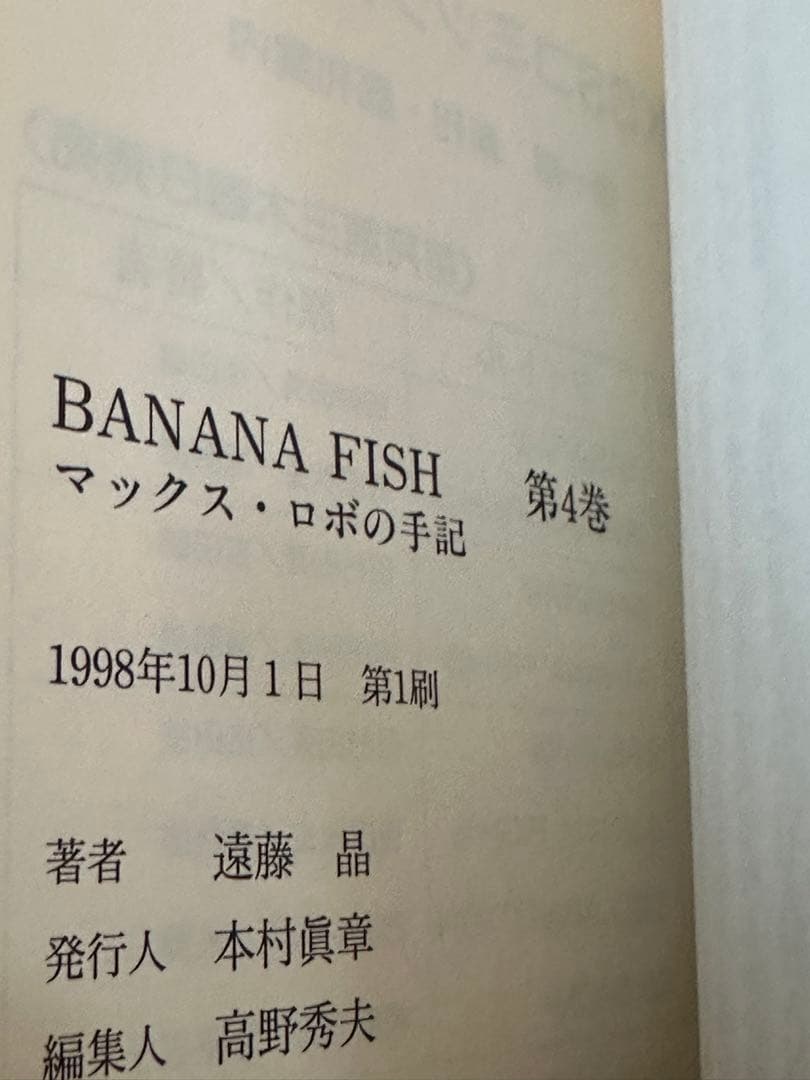 BANANA FISH 第4巻
マックス・ロボの手記
1998年10月1日 第1刷
著者 遠藤 晶
発行人 本村眞章
編集人 高野秀夫